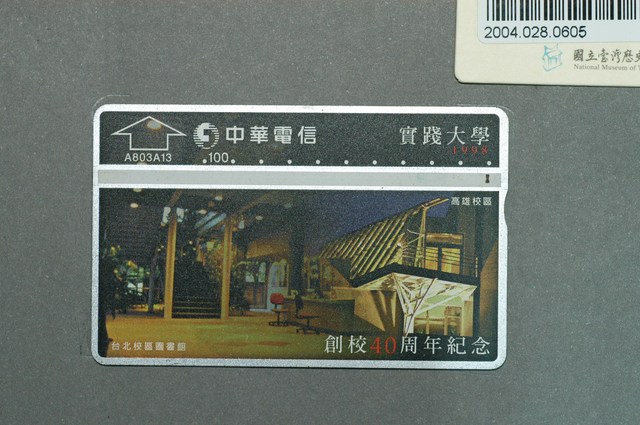 2004.028.0605
國立臺灣歷史
National Museum of T
中華電信
實踐大學
1998
A803A13
100
高雄校區
台北校區圖書館
創校40周年紀念